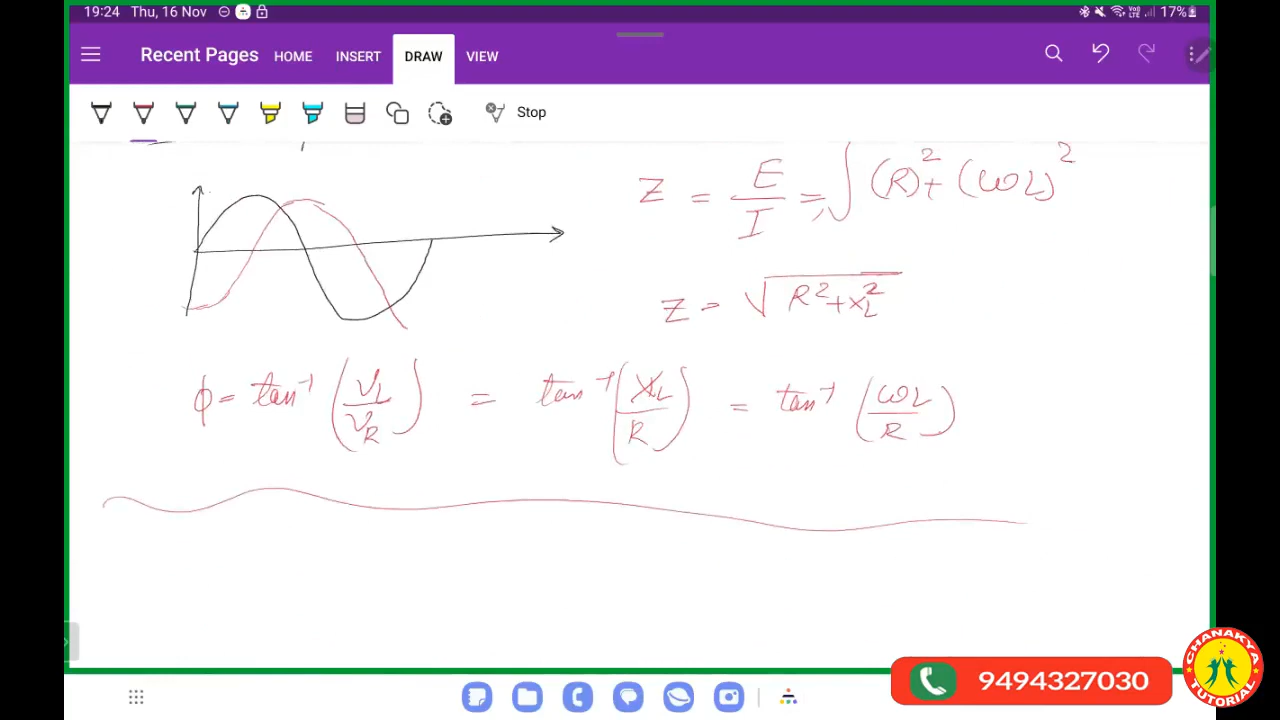 19:24 Thu, 16 Nov
17%
Recent Pages HOME INSERT DRAW VIEW
Stop
Z = E/I = √(R)² + (ωL)²
Z = √R² + X_L²
ϕ = tan⁻¹ (V_L/V_R) = tan⁻¹ (X_L/R) = tan⁻¹ (ωL/R)
9494327030
CHANAKYA
TUTORIAL